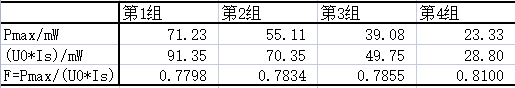 第1组 第2组 第3组 第4组
Pmax/mW 71.23 55.11 39.08 23.33
(U0*Is)/mW 91.35 70.35 49.75 28.80
F=Pmax/(U0*Is) 0.7798 0.7834 0.7855 0.8100